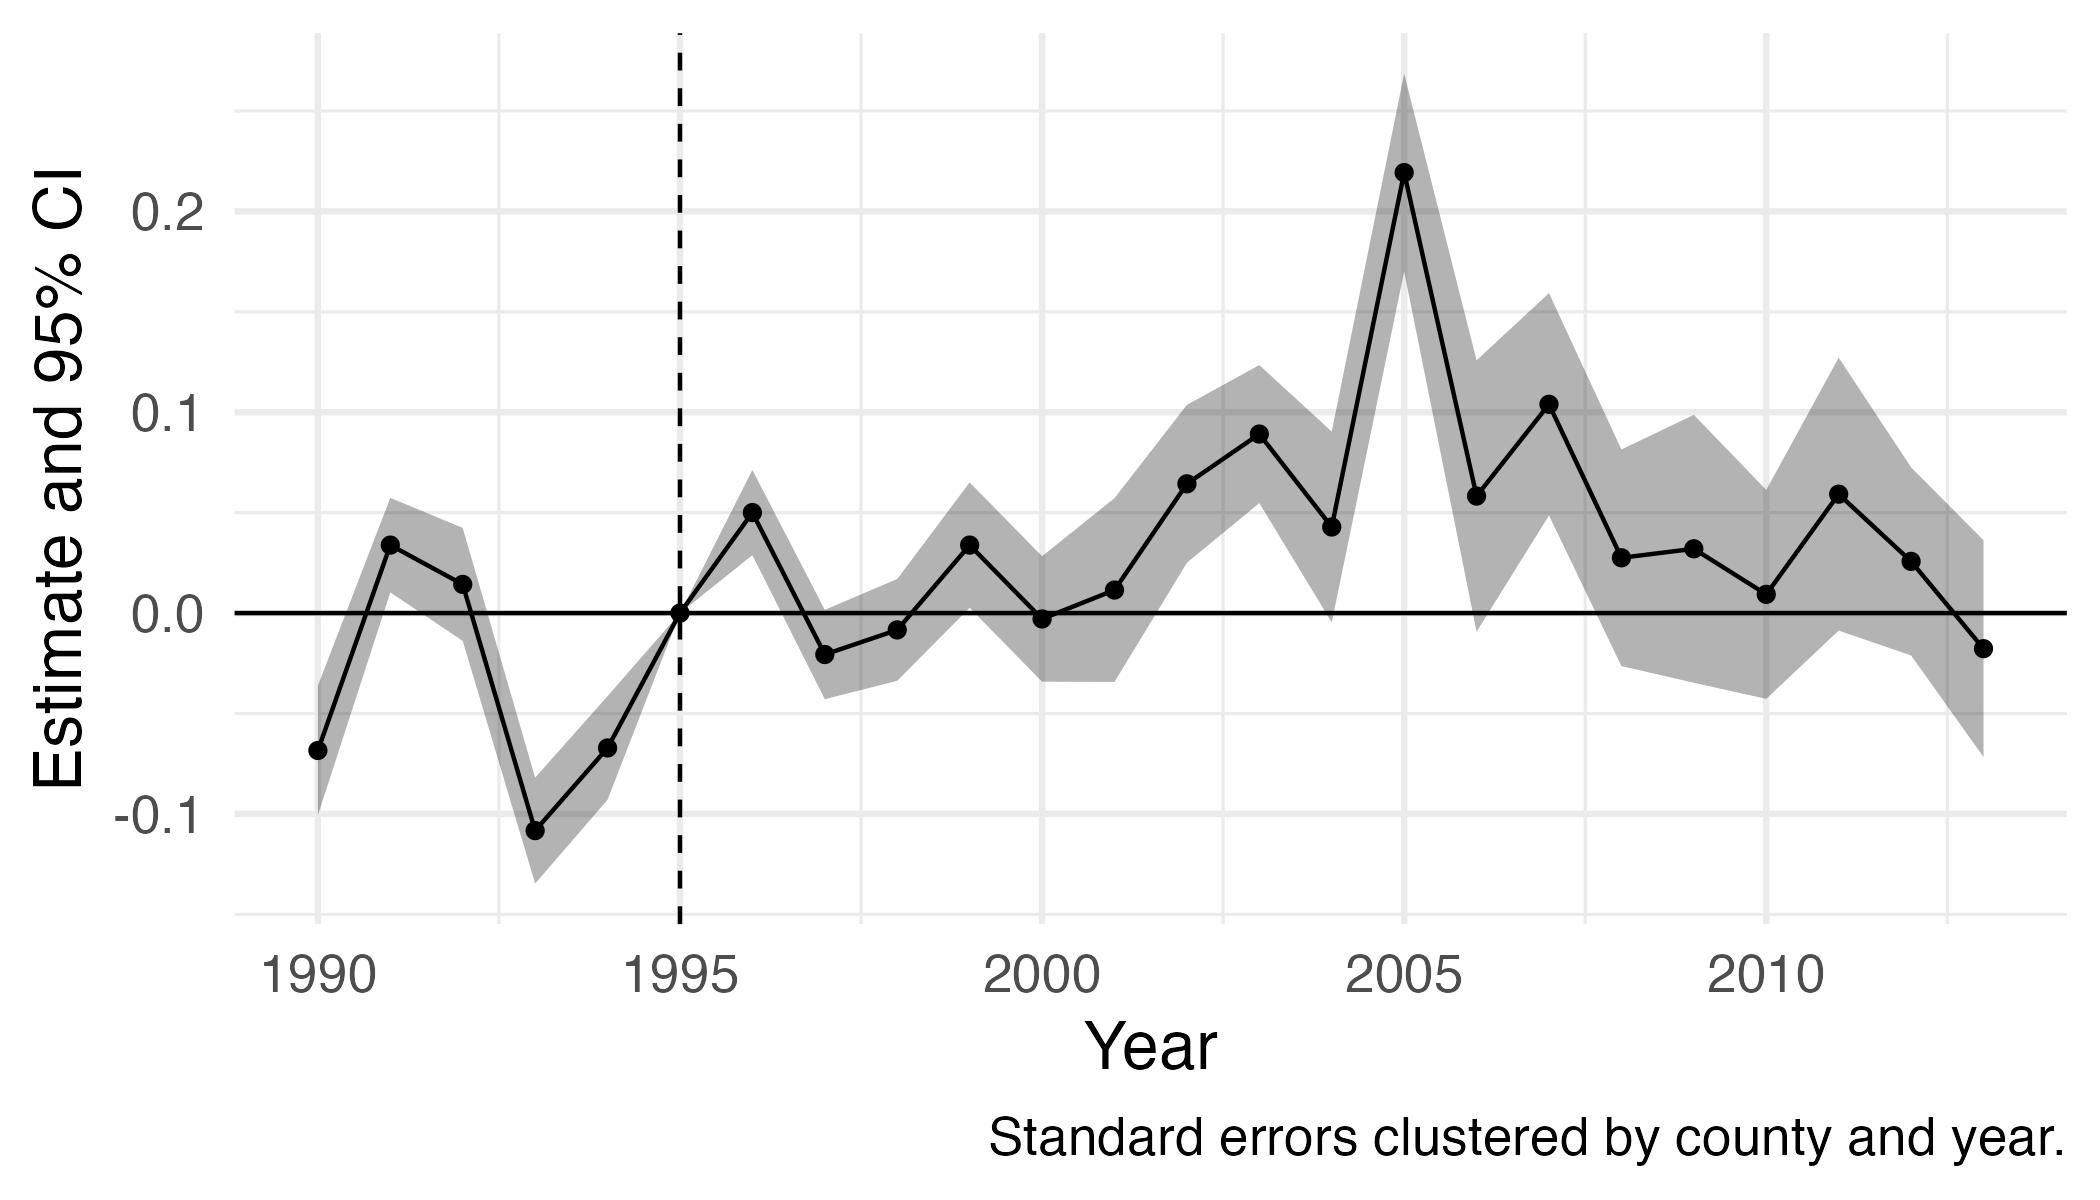 Estimate and 95% CI
0.2
0.1
0.0
-0.1
1990 1995 2000 2005 2010
Year
Standard errors clustered by county and year.